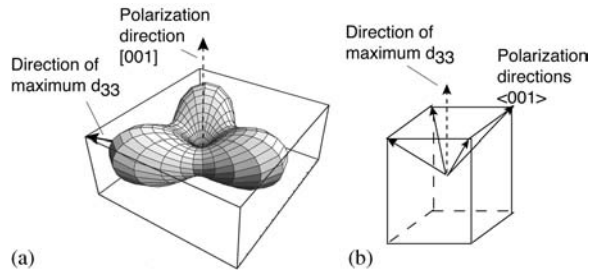 Polarization
direction
[001]
Direction of
maximum d33
(a)
Direction of
maximum d33
Polarization
directions
<001>
(b)